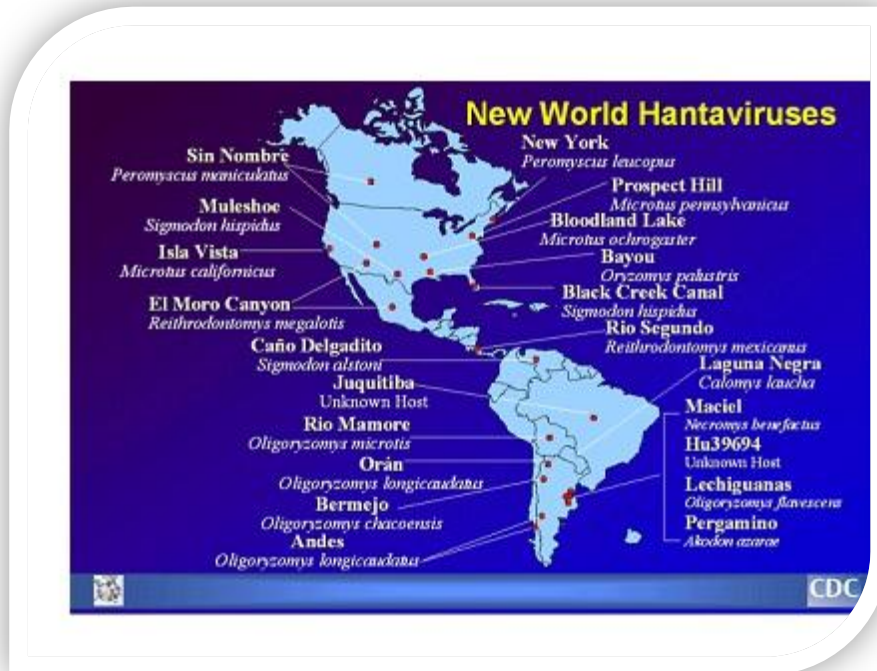 New World Hantaviruses
New York
Peromyscus leucopus
Sin Nombre
Peromyscus maniculatus
Prospect Hill
Microtus pennsylvanicus
Muleshoe
Sigmodon hispidus
Bloodland Lake
Microtus ochrogaster
Isla Vista
Microtus californicus
Bayou
Oryzomys palustris
El Moro Canyon
Reithrodontomys megalotis
Black Creek Canal
Sigmodon hispidus
Rio Segundo
Reithrodontomys mexicanus
Caño Delgadito
Sigmodon alstoni
Laguna Negra
Calomys laucha
Juquitiba
Unknown Host
Maciel
Necromys benefactus
Rio Mamore
Oligoryzomys microtis
Hu39694
Unknown Host
Orán
Oligoryzomys longicaudatus
Lechiguanas
Oligoryzomys flavescens
Bermejo
Oligoryzomys chacoensis
Pergamino
Akodon azarae
Andes
Oligoryzomys longicaudatus
CDC